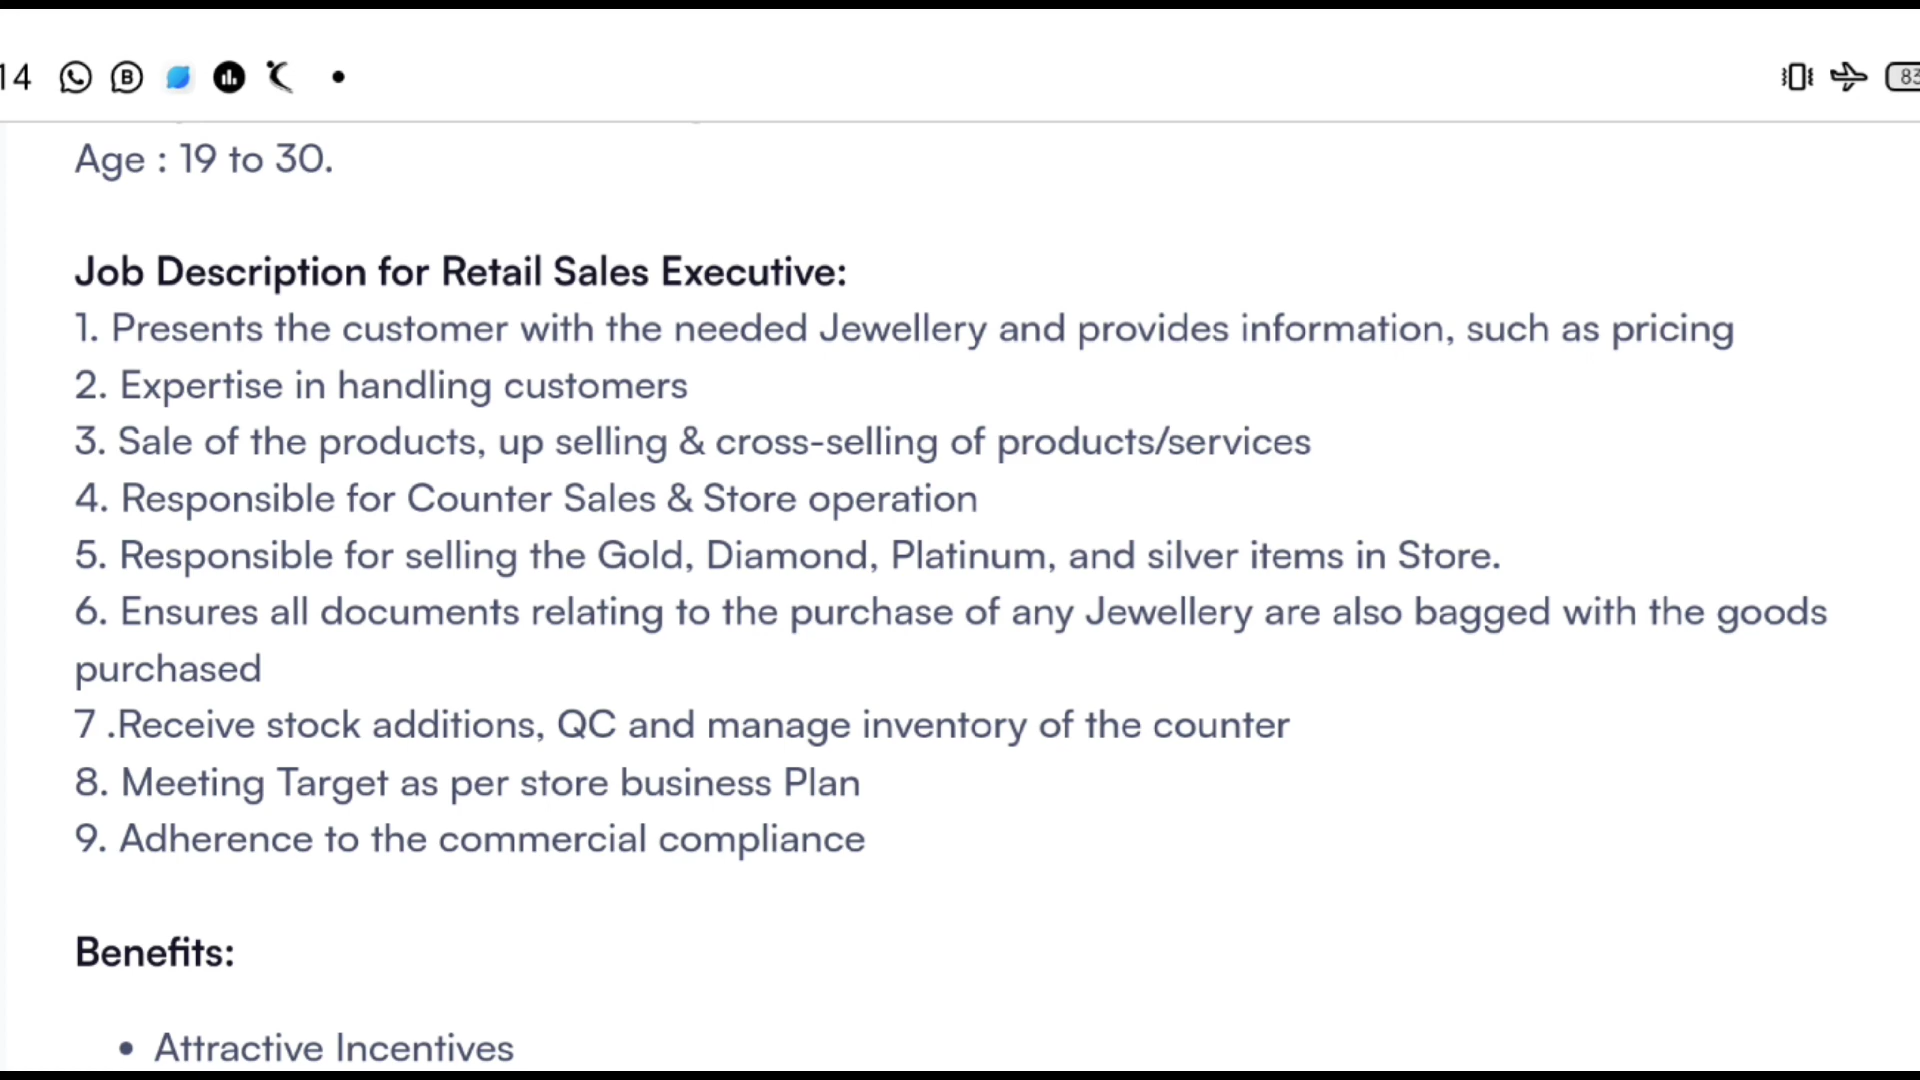 14 B 83
Age : 19 to 30.
Job Description for Retail Sales Executive:
1. Presents the customer with the needed Jewellery and provides information, such as pricing
2. Expertise in handling customers
3. Sale of the products, up selling & cross-selling of products/services
4. Responsible for Counter Sales & Store operation
5. Responsible for selling the Gold, Diamond, Platinum, and silver items in Store.
6. Ensures all documents relating to the purchase of any Jewellery are also bagged with the goods
purchased
7 .Receive stock additions, QC and manage inventory of the counter
8. Meeting Target as per store business Plan
9. Adherence to the commercial compliance
Benefits:
• Attractive Incentives